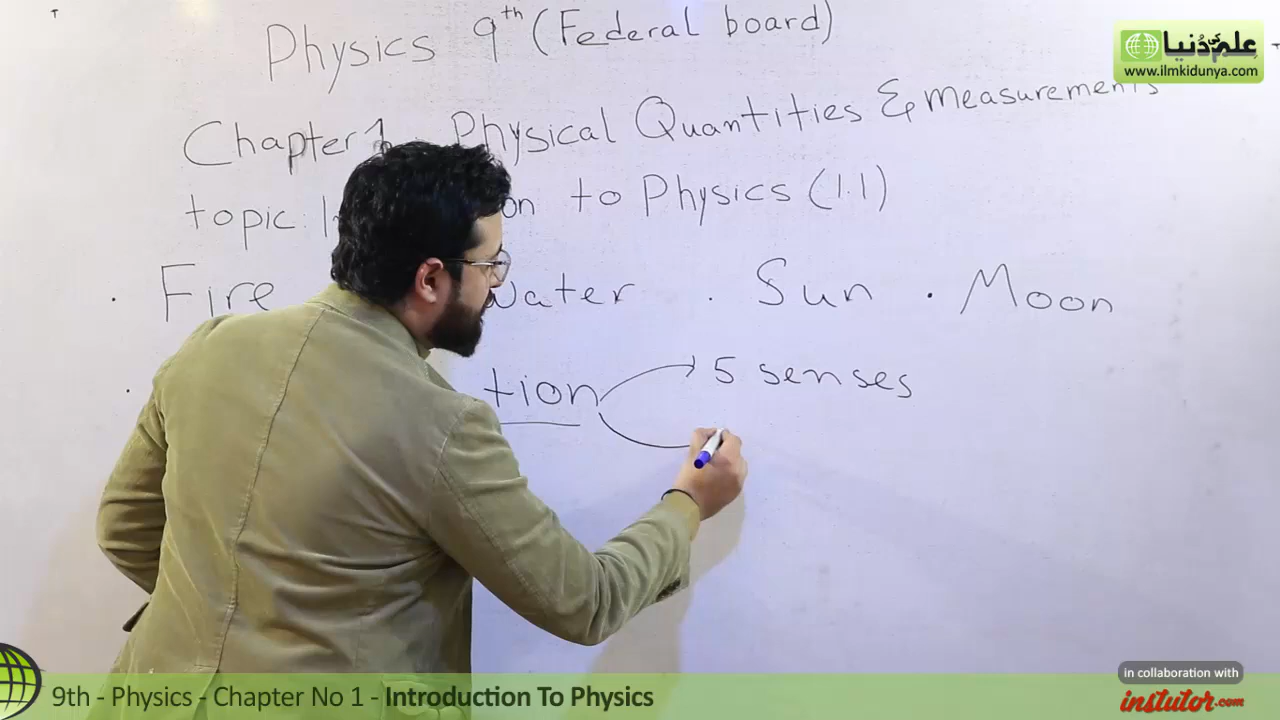 Physics 9th (Federal board)
علم کی دُنیا
www.ilmkidunya.com
Chapter 1 Physical Quantities & measurements
topic to Physics (1.1)
. Fire water . Sun . Moon
. tion 5 senses
in collaboration with
9th - Physics - Chapter No 1 - Introduction To Physics
instutor.com